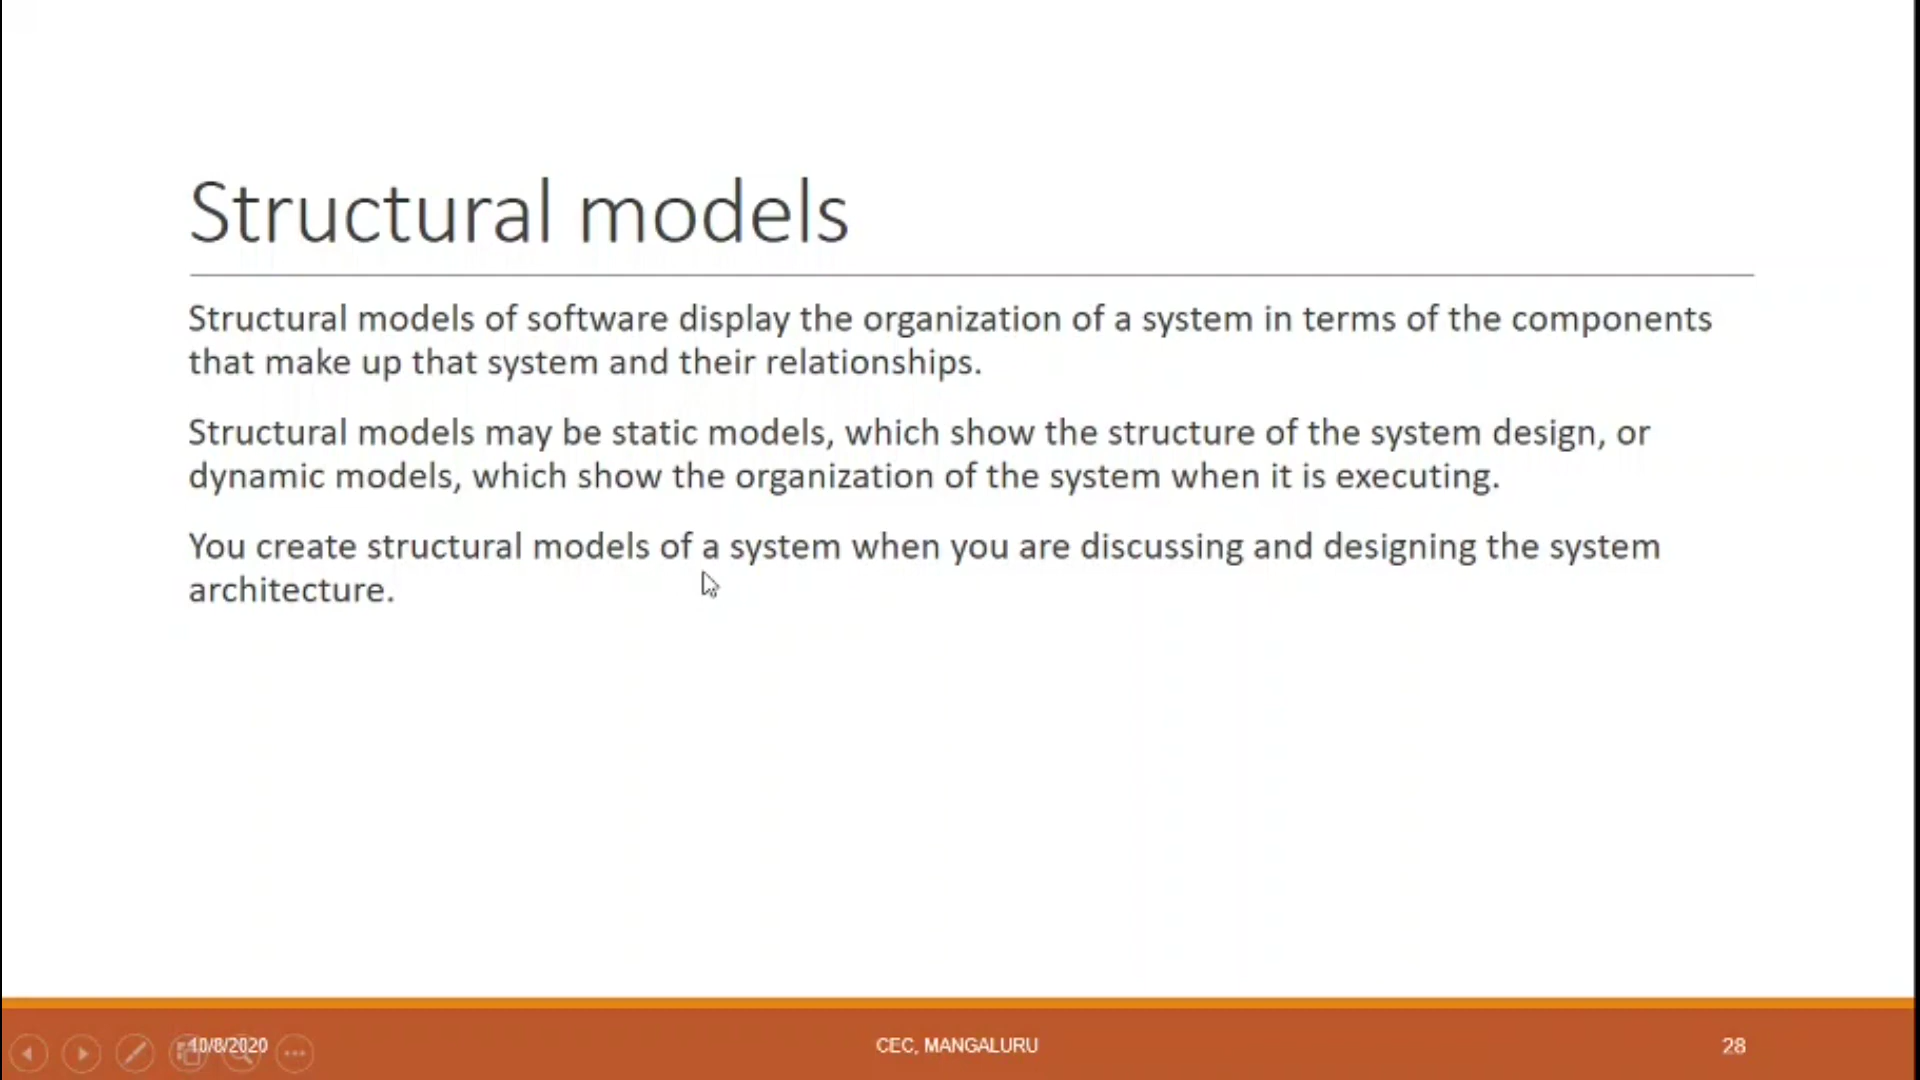 Structural models
Structural models of software display the organization of a system in terms of the components
that make up that system and their relationships.
Structural models may be static models, which show the structure of the system design, or
dynamic models, which show the organization of the system when it is executing.
You create structural models of a system when you are discussing and designing the system
architecture.
10/8/2020
CEC, MANGALURU
28